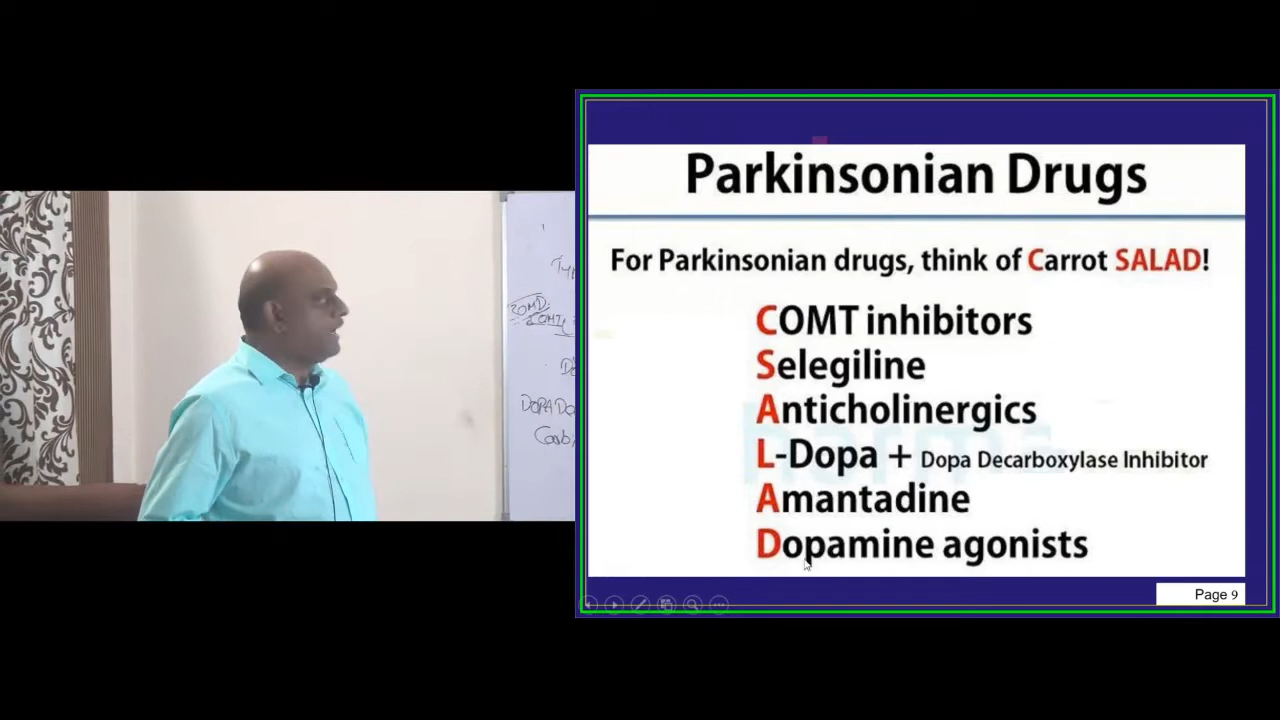 Parkinsonian Drugs
For Parkinsonian drugs, think of Carrot SALAD!
COMT inhibitors
Selegiline
Anticholinergics
L-Dopa + Dopa Decarboxylase Inhibitor
Amantadine
Dopamine agonists
Page 9